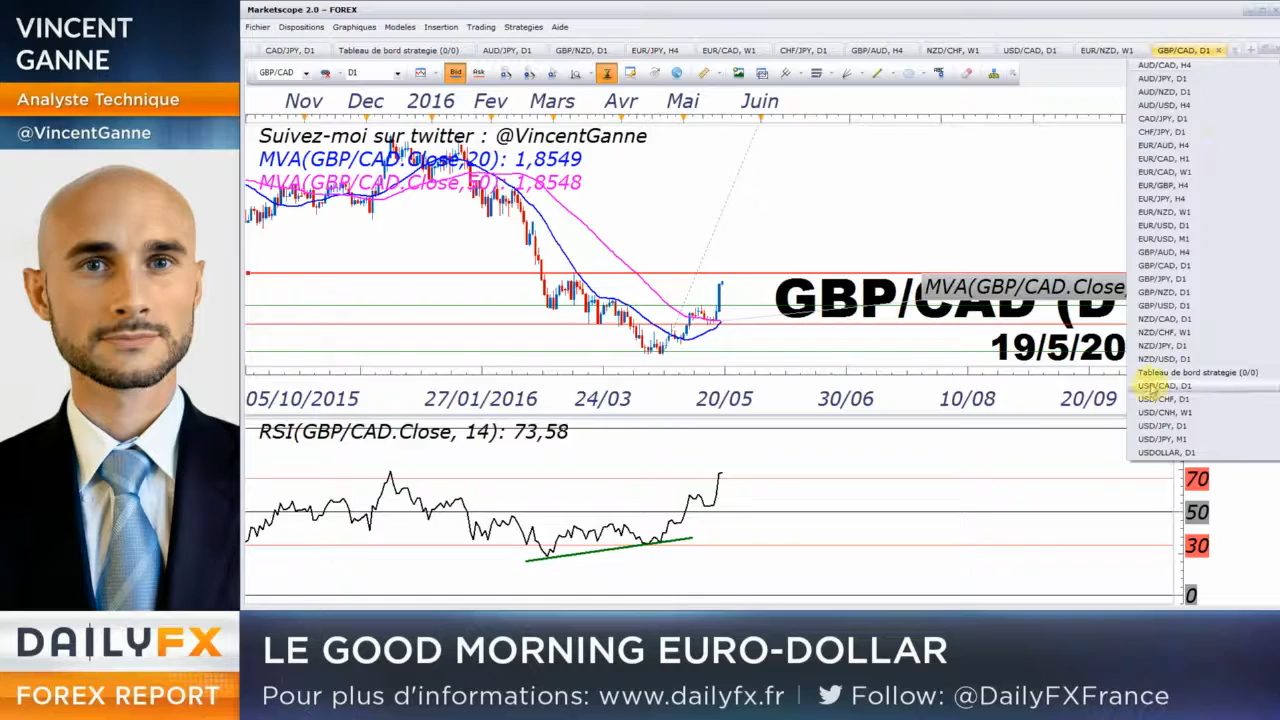 VINCENT
GANNE
Analyste Technique
@VincentGanne
DAILYFX
FOREX REPORT
Marketscope 2.0 – FOREX
Fichier Dispositions Graphiques Modeles Insertion Trading Strategies Aide
CAD/JPY, D1 Tableau de bord strategie (0/0) AUD/JPY, D1 GBP/NZD, D1 EUR/JPY, H4 EUR/CAD, W1 CHF/JPY, D1 GBP/AUD, H4 NZD/CHF, W1 USD/CAD, D1 EUR/NZD, W1 GBP/CAD, D1
GBP/CAD D1 Bid Ask
Nov Dec 2016 Fev Mars Avr Mai Juin
Suivez-moi sur twitter : @VincentGanne
MVA(GBP/CAD.Close,20): 1,8549
MVA(GBP/CAD.Close,50): 1,8548
GBP/CAD (D
MVA(GBP/CAD.Close,
19/5/20
05/10/2015 27/01/2016 24/03 20/05 30/06 10/08 20/09
RSI(GBP/CAD.Close, 14): 73,58
AUD/CAD, H4
AUD/JPY, D1
AUD/NZD, D1
AUD/USD, H4
CAD/JPY, D1
CHF/JPY, D1
EUR/AUD, H4
EUR/CAD, H1
EUR/CAD, W1
EUR/GBP, H4
EUR/JPY, H4
EUR/NZD, W1
EUR/USD, D1
EUR/USD, M1
GBP/AUD, H4
GBP/CAD, D1
GBP/JPY, D1
GBP/NZD, D1
GBP/USD, D1
NZD/CAD, D1
NZD/CHF, W1
NZD/JPY, D1
NZD/USD, D1
Tableau de bord strategie (0/0)
USD/CAD, D1
USD/CHF, D1
USD/CNH, W1
USD/JPY, D1
USD/JPY, M1
USDOLLAR, D1
70
50
30
0
LE GOOD MORNING EURO-DOLLAR
Pour plus d'informations: www.dailyfx.fr | Follow: @DailyFXFrance